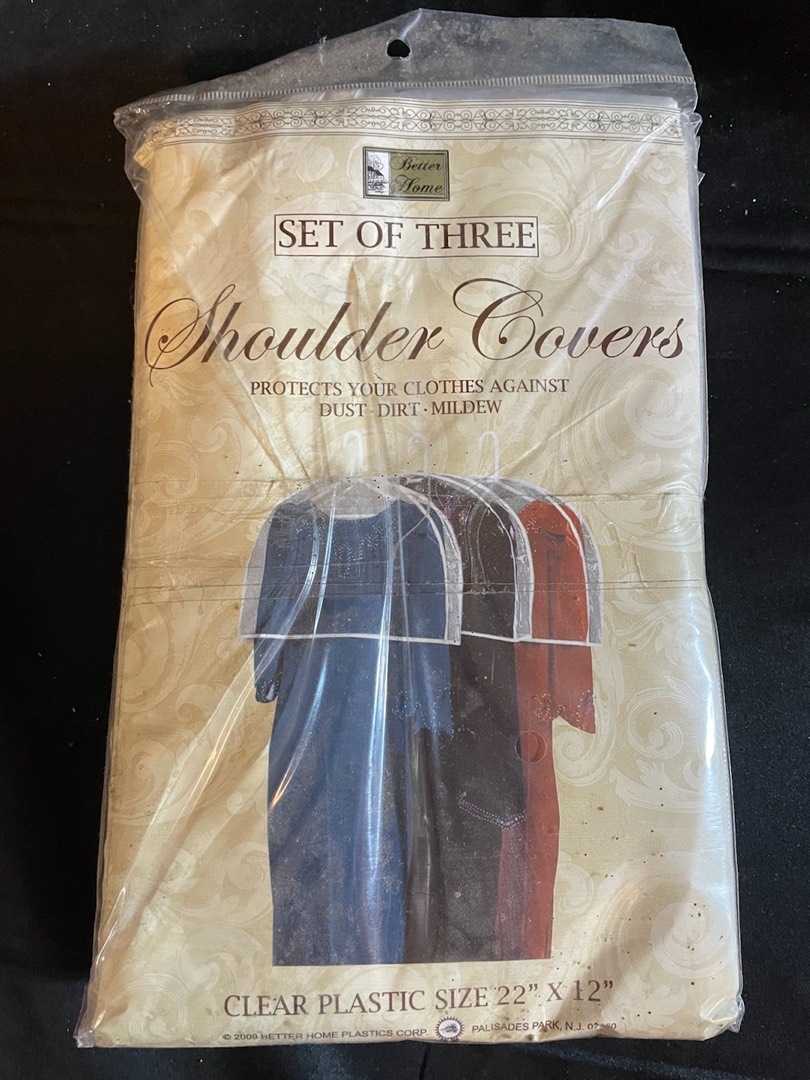 Better
Home
SET OF THREE
Shoulder Covers
PROTECTS YOUR CLOTHES AGAINST
DUST · DIRT · MILDEW
CLEAR PLASTIC SIZE 22" X 12"
© 2009 BETTER HOME PLASTICS CORP. PALISADES PARK, N.J.